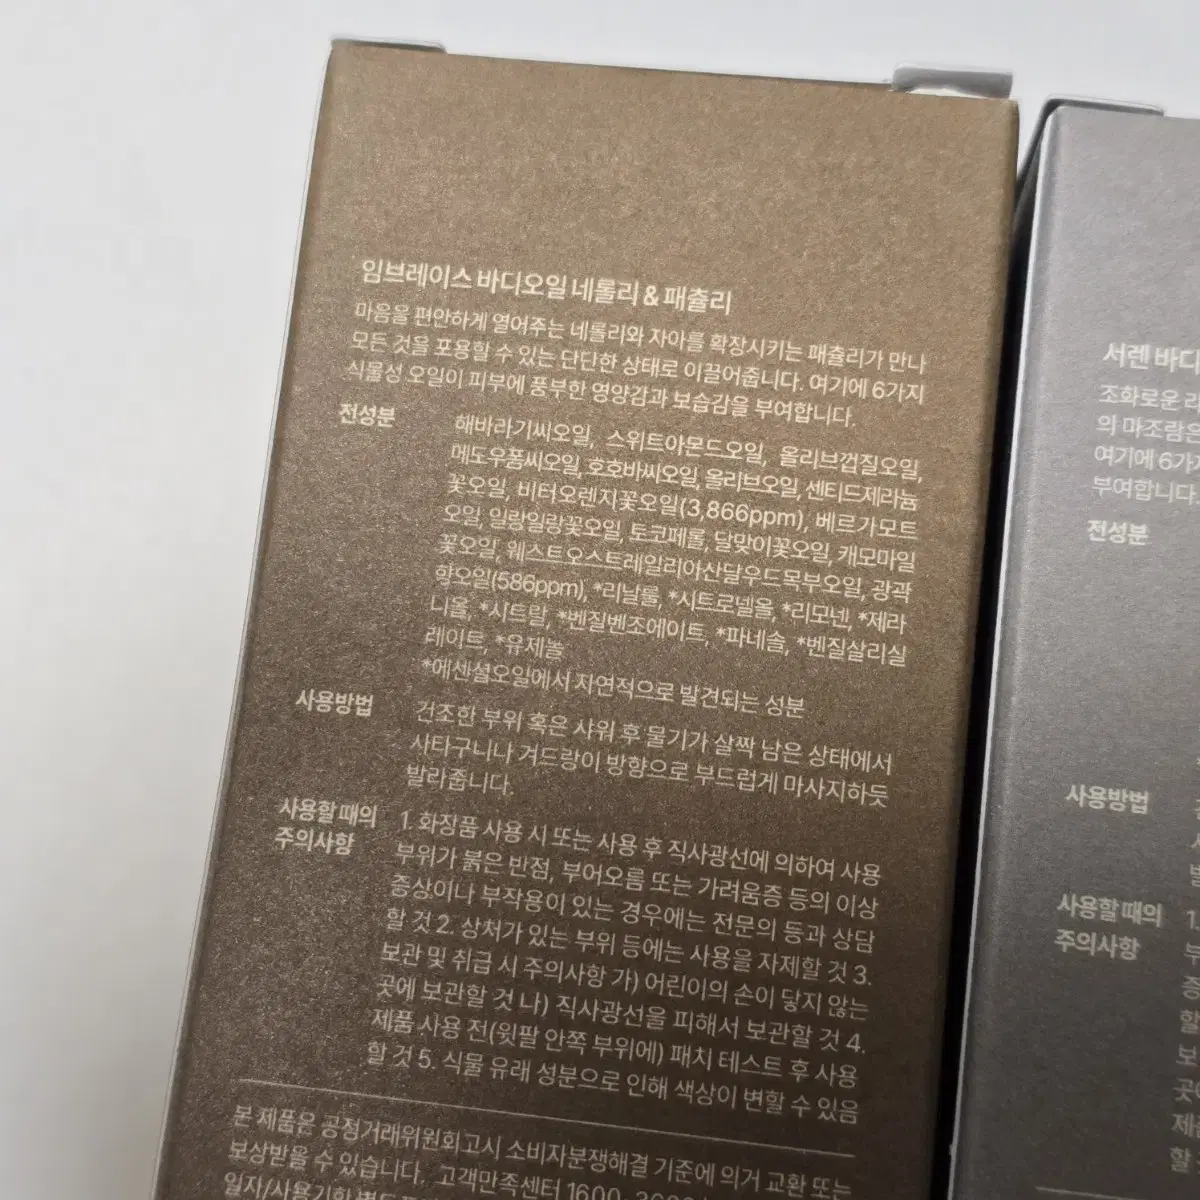 임브레이스 바디오일 네롤리 & 패츌리
마음을 편안하게 열어주는 네롤리와 자아를 확장시키는 패츌리가 만나
모든 것을 포용할 수 있는 단단한 상태로 이끌어줍니다. 여기에 6가지
식물성 오일이 피부에 풍부한 영양감과 보습감을 부여합니다.
전성분
해바라기씨오일, 스위트아몬드오일, 올리브껍질오일,
메도우폼씨오일, 호호바씨오일, 올리브오일, 센티드제라늄
꽃오일, 비터오렌지꽃오일(3,866ppm), 베르가모트
오일, 일랑일랑꽃오일, 토코페롤, 달맞이꽃오일, 캐모마일
꽃오일, 웨스트오스트레일리아산달우드목부오일, 광곽
향오일(586ppm), *리날룰, *시트로넬올, *리모넨, *제라
니올, *시트랄, *벤질벤조에이트, *파네솔, *벤질살리실
레이트, *유제놀
*에센셜오일에서 자연적으로 발견되는 성분
사용방법
건조한 부위 혹은 샤워 후 물기가 살짝 남은 상태에서
사타구니나 겨드랑이 방향으로 부드럽게 마사지하듯
발라줍니다.
사용할 때의
주의사항
1. 화장품 사용 시 또는 사용 후 직사광선에 의하여 사용
부위가 붉은 반점, 부어오름 또는 가려움증 등의 이상
증상이나 부작용이 있는 경우에는 전문의 등과 상담
할 것 2. 상처가 있는 부위 등에는 사용을 자제할 것 3.
보관 및 취급 시 주의사항 가) 어린이의 손이 닿지 않는
곳에 보관할 것 나) 직사광선을 피해서 보관할 것 4.
제품 사용 전(윗팔 안쪽 부위에) 패치 테스트 후 사용
할 것 5. 식물 유래 성분으로 인해 색상이 변할 수 있음
본 제품은 공정거래위원회고시 소비자분쟁해결 기준에 의거 교환 또는
보상받을 수 있습니다. 고객만족센터 1600-
일자/사용기한
서렌 바디
조화로운
의 마조람은
여기에 6가지
부여합니다
전성분
사용방법
사용할 때의
주의사항
부
증
할
보
곳
제품
할